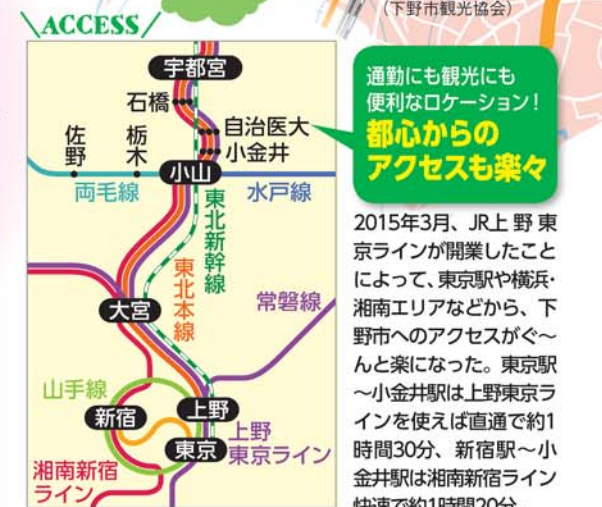 (下野市観光協会)
ACCESS
宇都宮
石橋
自治医大
小金井
佐野
栃木
小山
両毛線
水戸線
東北新幹線
東北本線
常磐線
大宮
山手線
新宿
上野
東京
上野
東京ライン
湘南新宿
ライン
通勤にも観光にも
便利なロケーション!
都心からの
アクセスも楽々
2015年3月、JR上野東
京ラインが開業したこと
によって、東京駅や横浜・
湘南エリアなどから、下
野市へのアクセスがぐ~
んと楽になった。東京駅
~小金井駅は上野東京ラ
インを使えば直通で約1
時間30分、新宿駅~小
金井駅は湘南新宿ライン
快速で約1時間20分